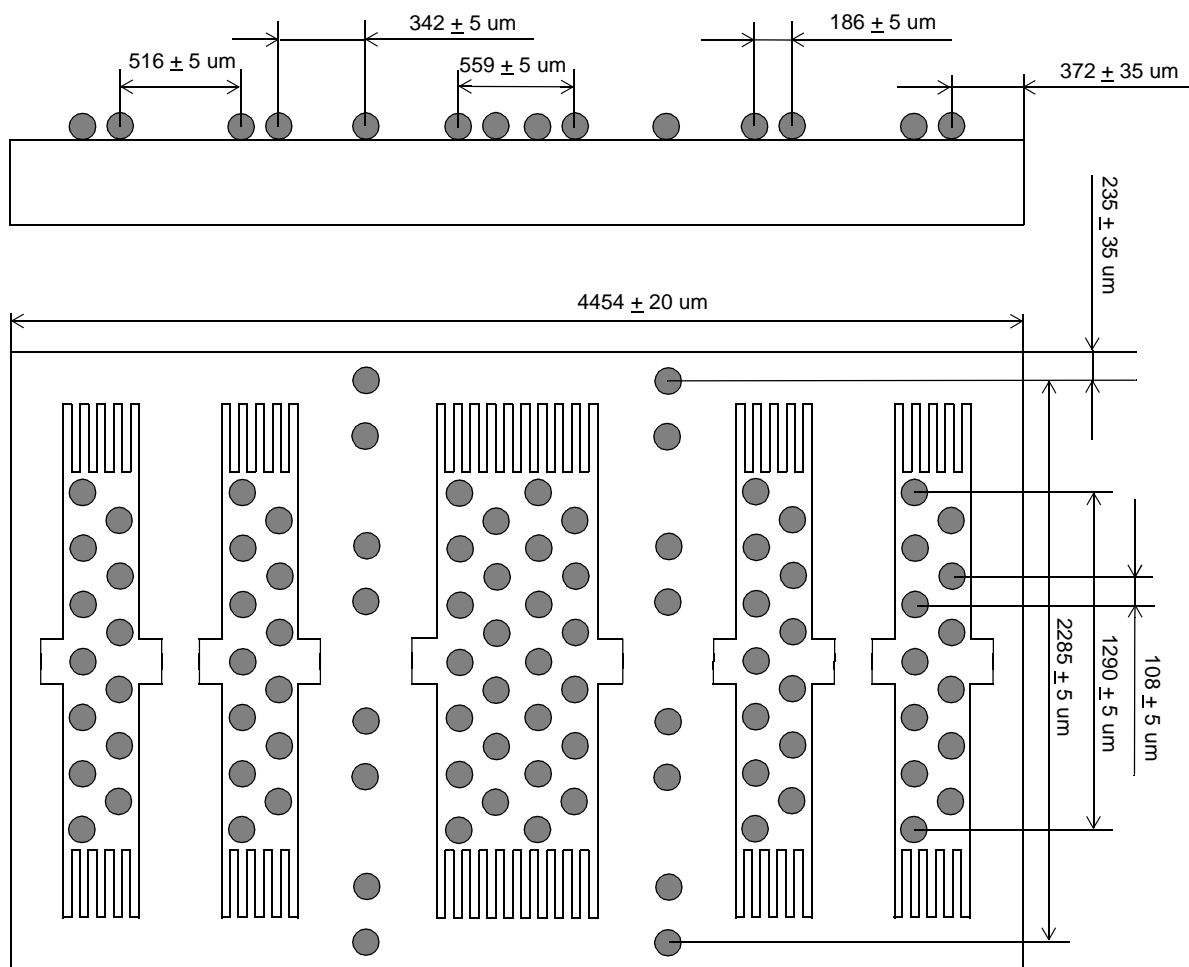 342 ± 5 um
186 ± 5 um
516 ± 5 um
559 ± 5 um
372 ± 35 um
235 ± 35 um
4454 ± 20 um
2285 ± 5 um
1290 ± 5 um
108 ± 5 um